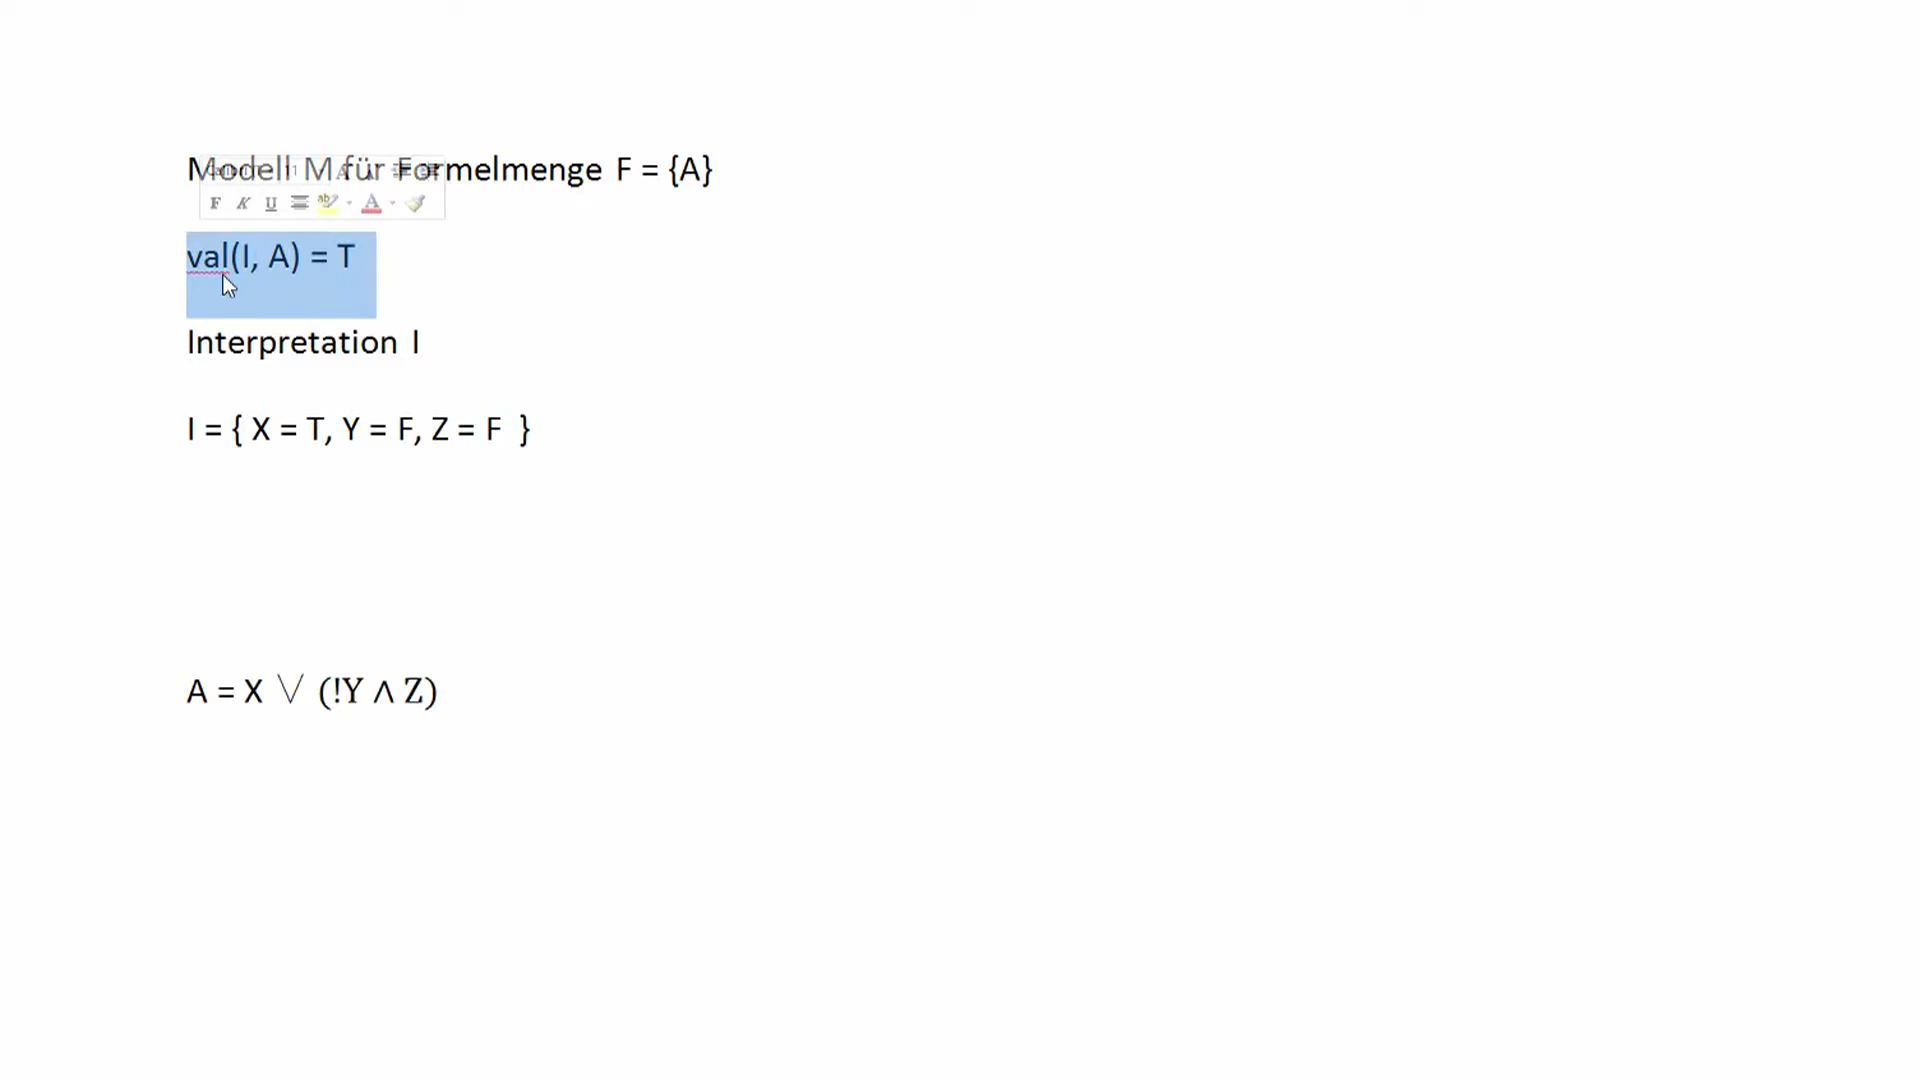 Modell M für Formelmenge F = {A}
F K U
val(I, A) = T
Interpretation I
I = { X = T, Y = F, Z = F }
A = X ∨ (!Y ∧ Z)